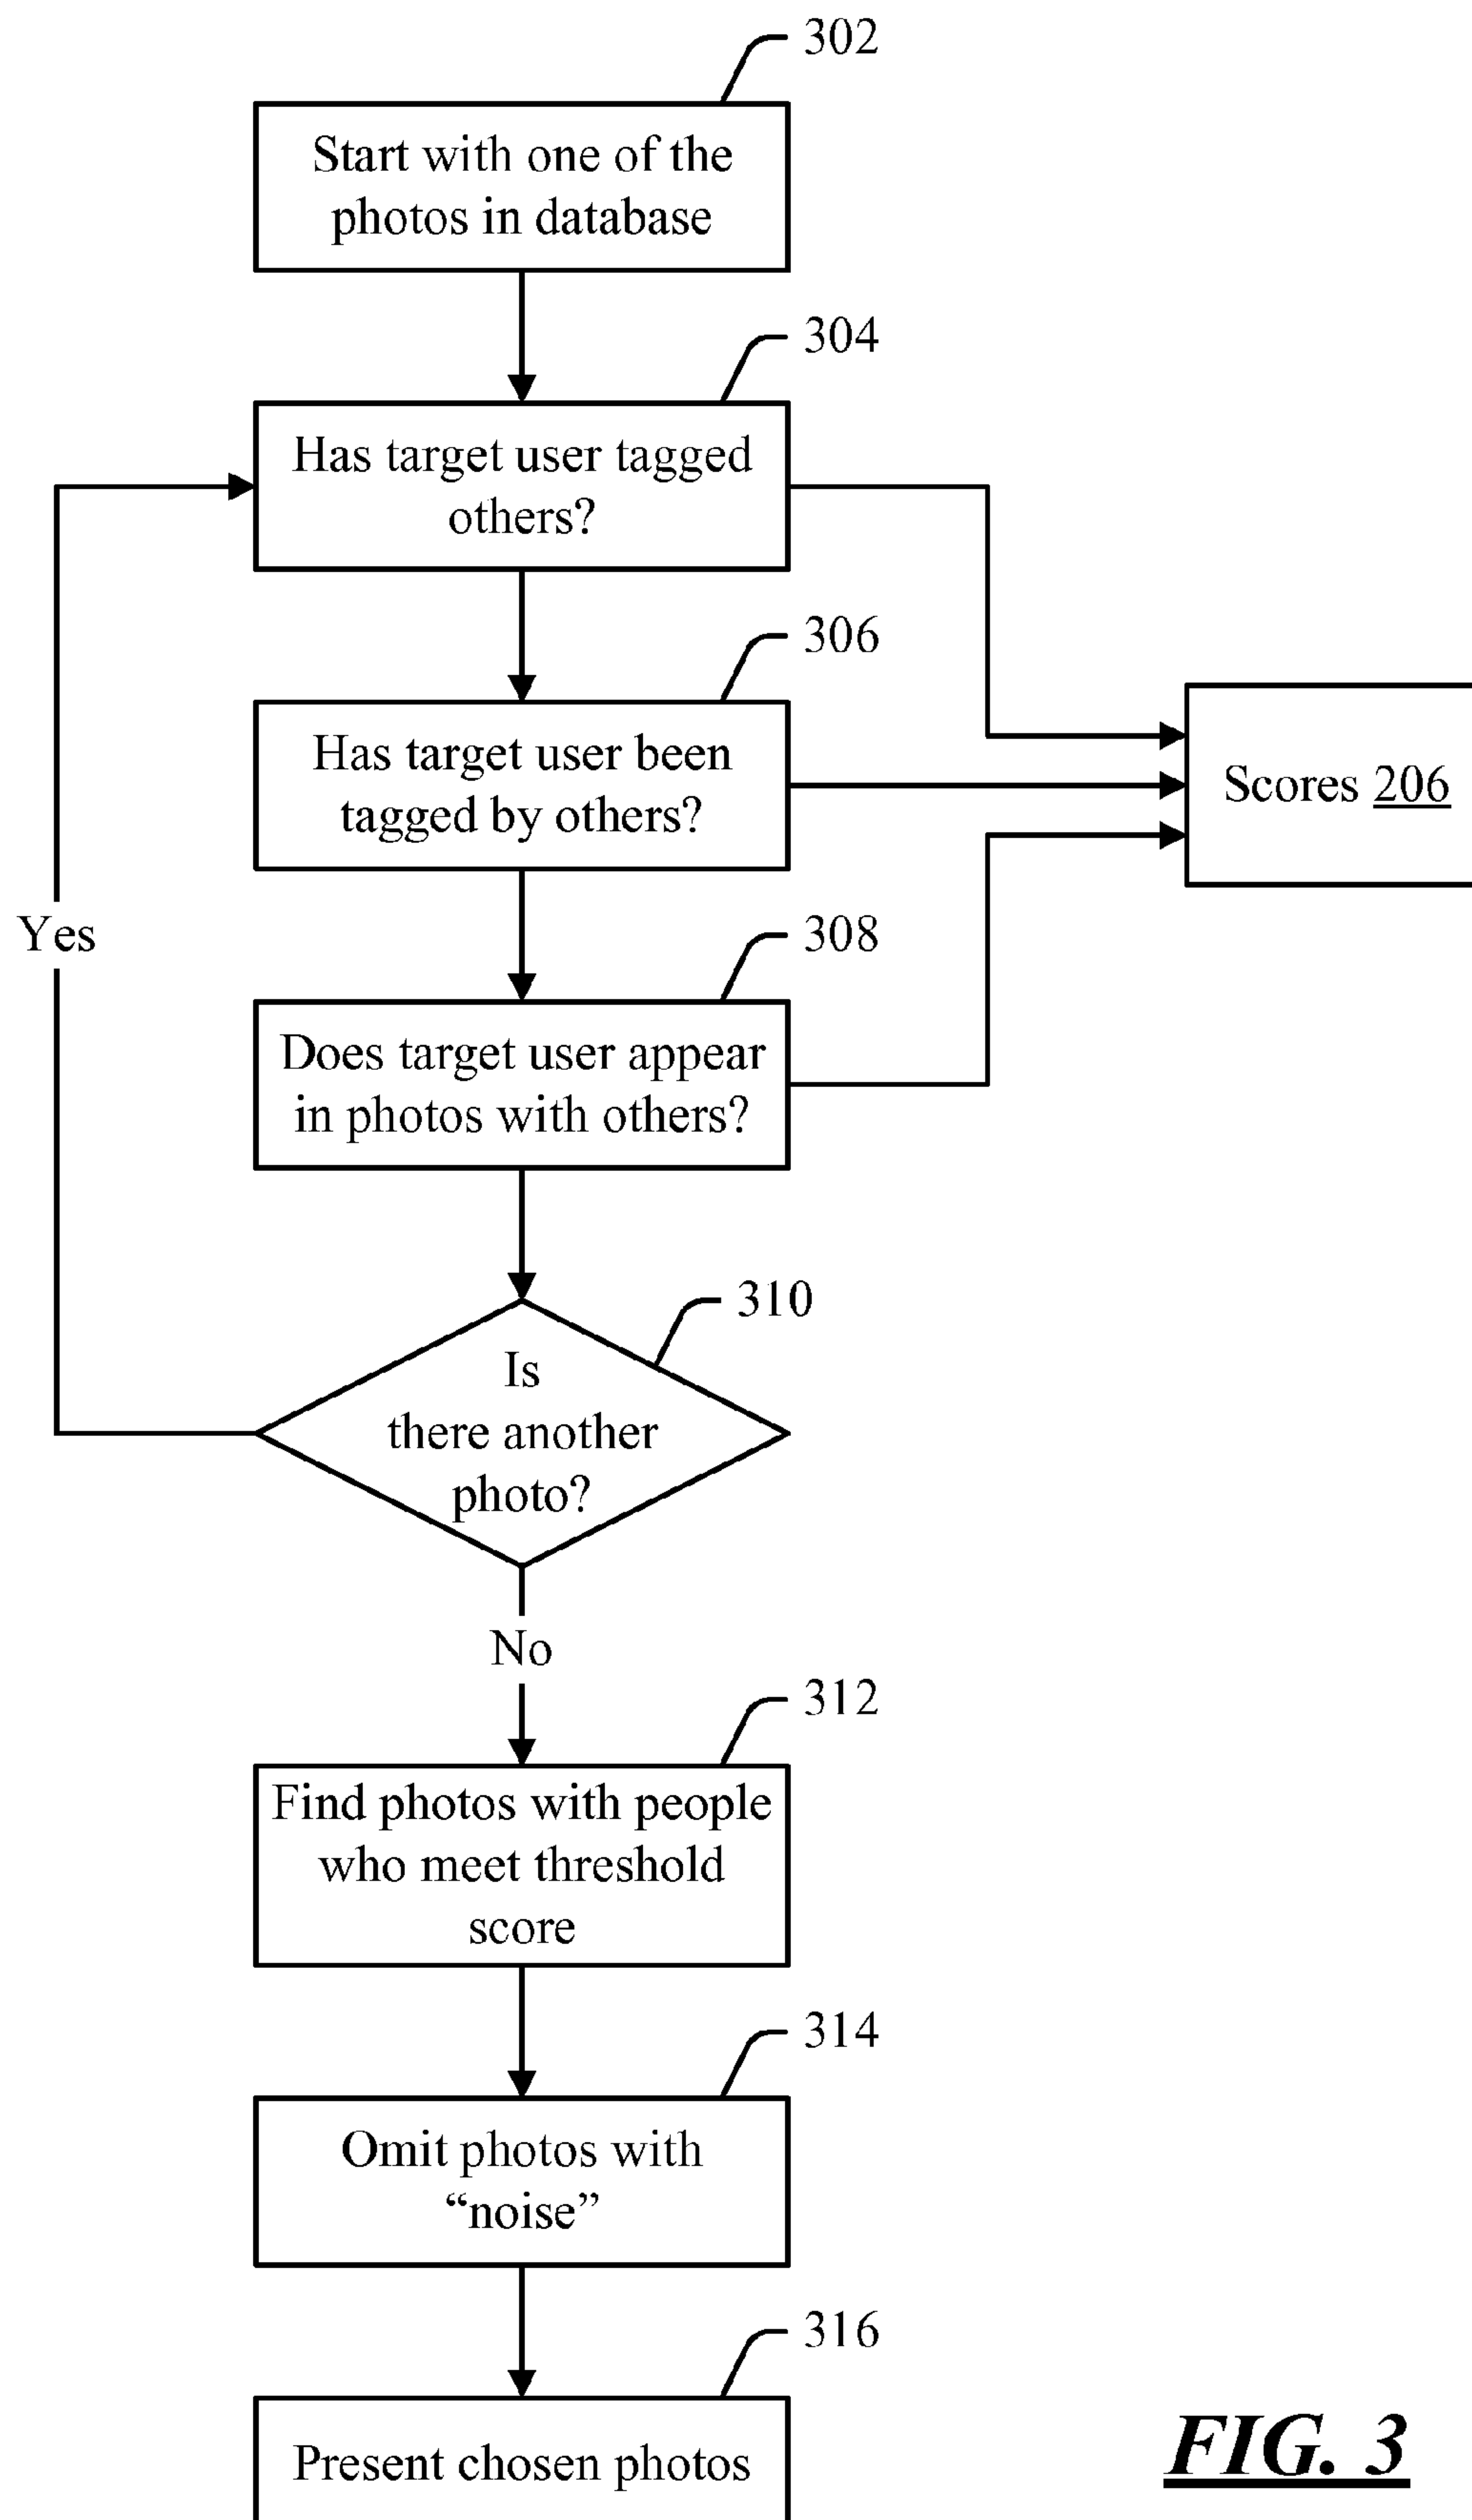 302
Start with one of the
photos in database
304
Has target user tagged
others?
306
Has target user been
tagged by others?
Scores 206
Yes
308
Does target user appear
in photos with others?
310
Is
there another
photo?
No
312
Find photos with people
who meet threshold
score
314
Omit photos with
“noise”
316
Present chosen photos
FIG. 3